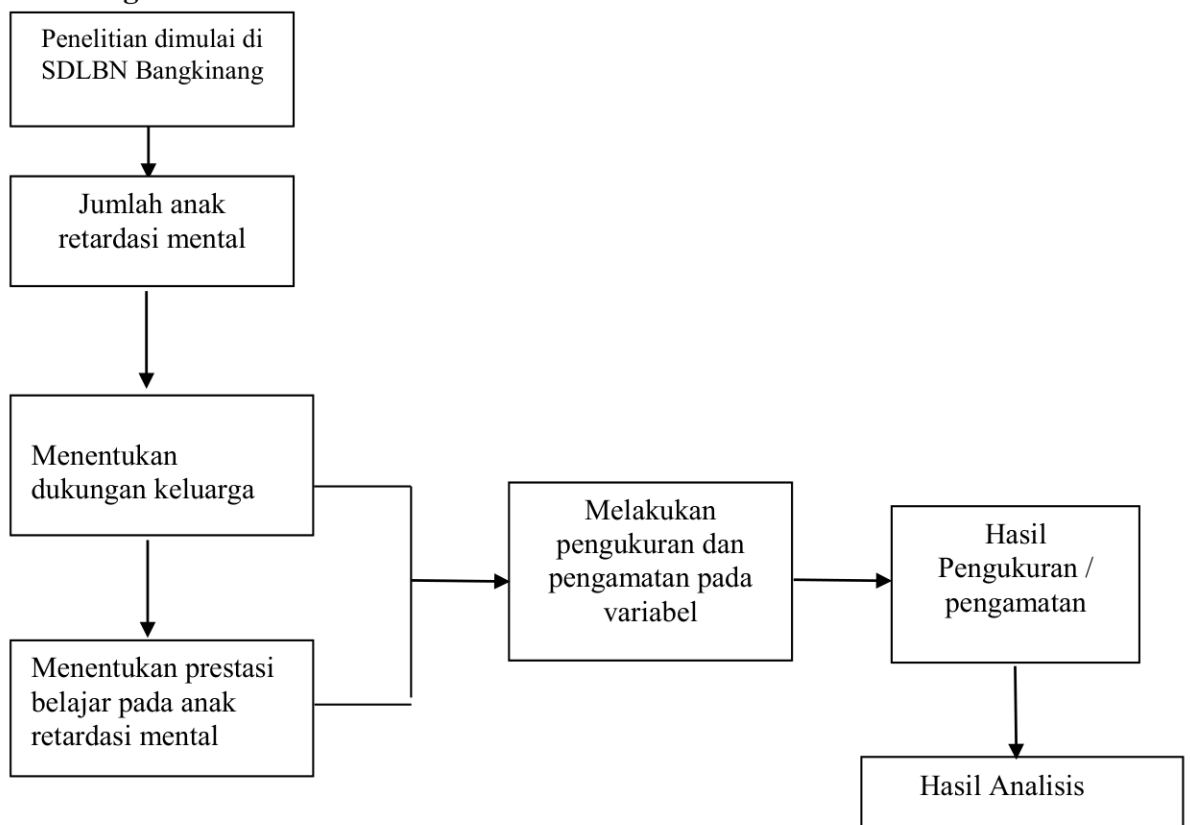 Penelitian dimulai di
SDLBN Bangkinang
Jumlah anak
retardasi mental
Menentukan
dukungan keluarga
Menentukan prestasi
belajar pada anak
retardasi mental
Melakukan
pengukuran dan
pengamatan pada
variabel
Hasil
Pengukuran /
pengamatan
Hasil Analisis